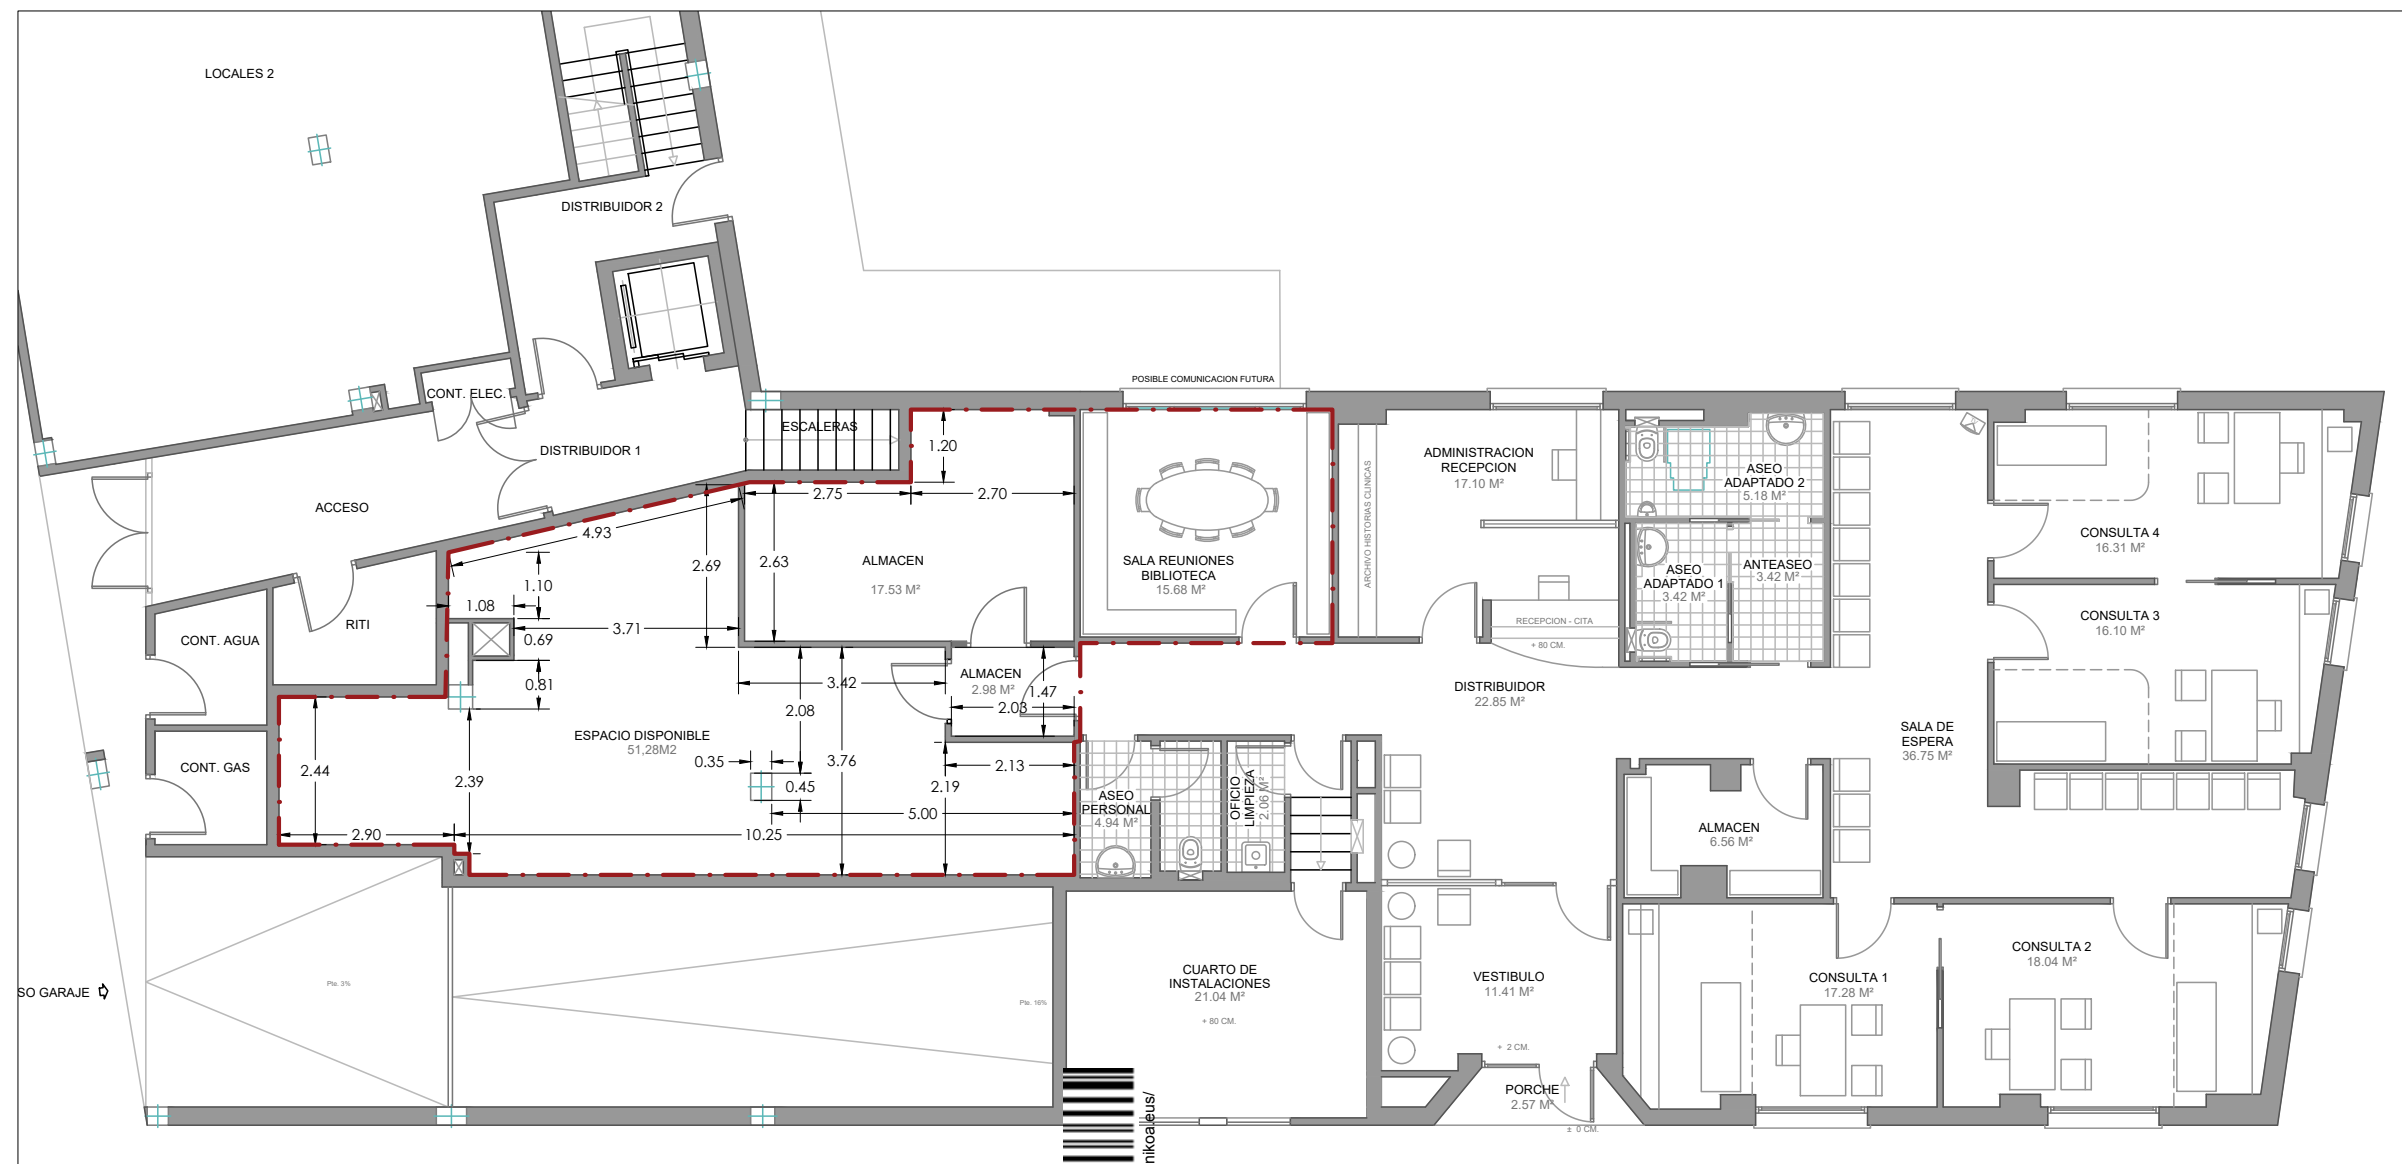 LOCALES 2
DISTRIBUIDOR 2
POSIBLE COMUNICACION FUTURA
CONT. ELEC.
ESCALERAS
DISTRIBUIDOR 1
ACCESO
1.20
2.75
2.70
4.93
2.69
2.63
ALMACEN
17.53 M²
SALA REUNIONES
BIBLIOTECA
15.68 M²
ARCHIVO HISTORIAS CLINICAS
ADMINISTRACION
RECEPCION
17.10 M²
ASEO
ADAPTADO 2
5.18 M²
CONSULTA 4
16.31 M²
1.10
1.08
RITI
CONT. AGUA
0.69
3.71
0.81
ASEO
ADAPTADO 1
3.42 M²
ANTEASEO
3.42 M²
RECEPCION - CITA
+ 80 CM.
CONSULTA 3
16.10 M²
3.42
ALMACEN
2.98 M²
1.47
2.03
2.08
DISTRIBUIDOR
22.85 M²
SALA DE
ESPERA
36.75 M²
ESPACIO DISPONIBLE
51,28M2
CONT. GAS
2.44
2.39
0.35
0.45
3.76
2.13
2.19
5.00
2.90
10.25
ASEO
PERSONAL
4.94 M²
OFICIO
LIMPIEZA
2.06 M²
ALMACEN
6.56 M²
SO GARAJE
Pte. 3%
Pte. 16%
CUARTO DE
INSTALACIONES
21.04 M²
+ 80 CM.
VESTIBULO
11.41 M²
+ 2 CM.
CONSULTA 1
17.28 M²
CONSULTA 2
18.04 M²
PORCHE
2.57 M²
± 0 CM.
nikoa.eus/